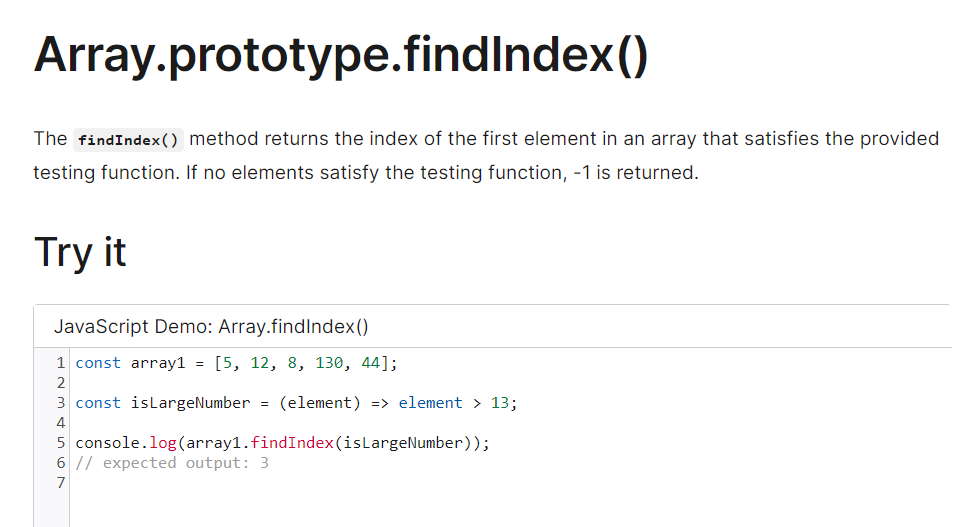 Array.prototype.findIndex()
The findIndex() method returns the index of the first element in an array that satisfies the provided
testing function. If no elements satisfy the testing function, -1 is returned.
Try it
JavaScript Demo: Array.findIndex()
1 const array1 = [5, 12, 8, 130, 44];
2
3 const isLargeNumber = (element) => element > 13;
4
5 console.log(array1.findIndex(isLargeNumber));
6 // expected output: 3
7